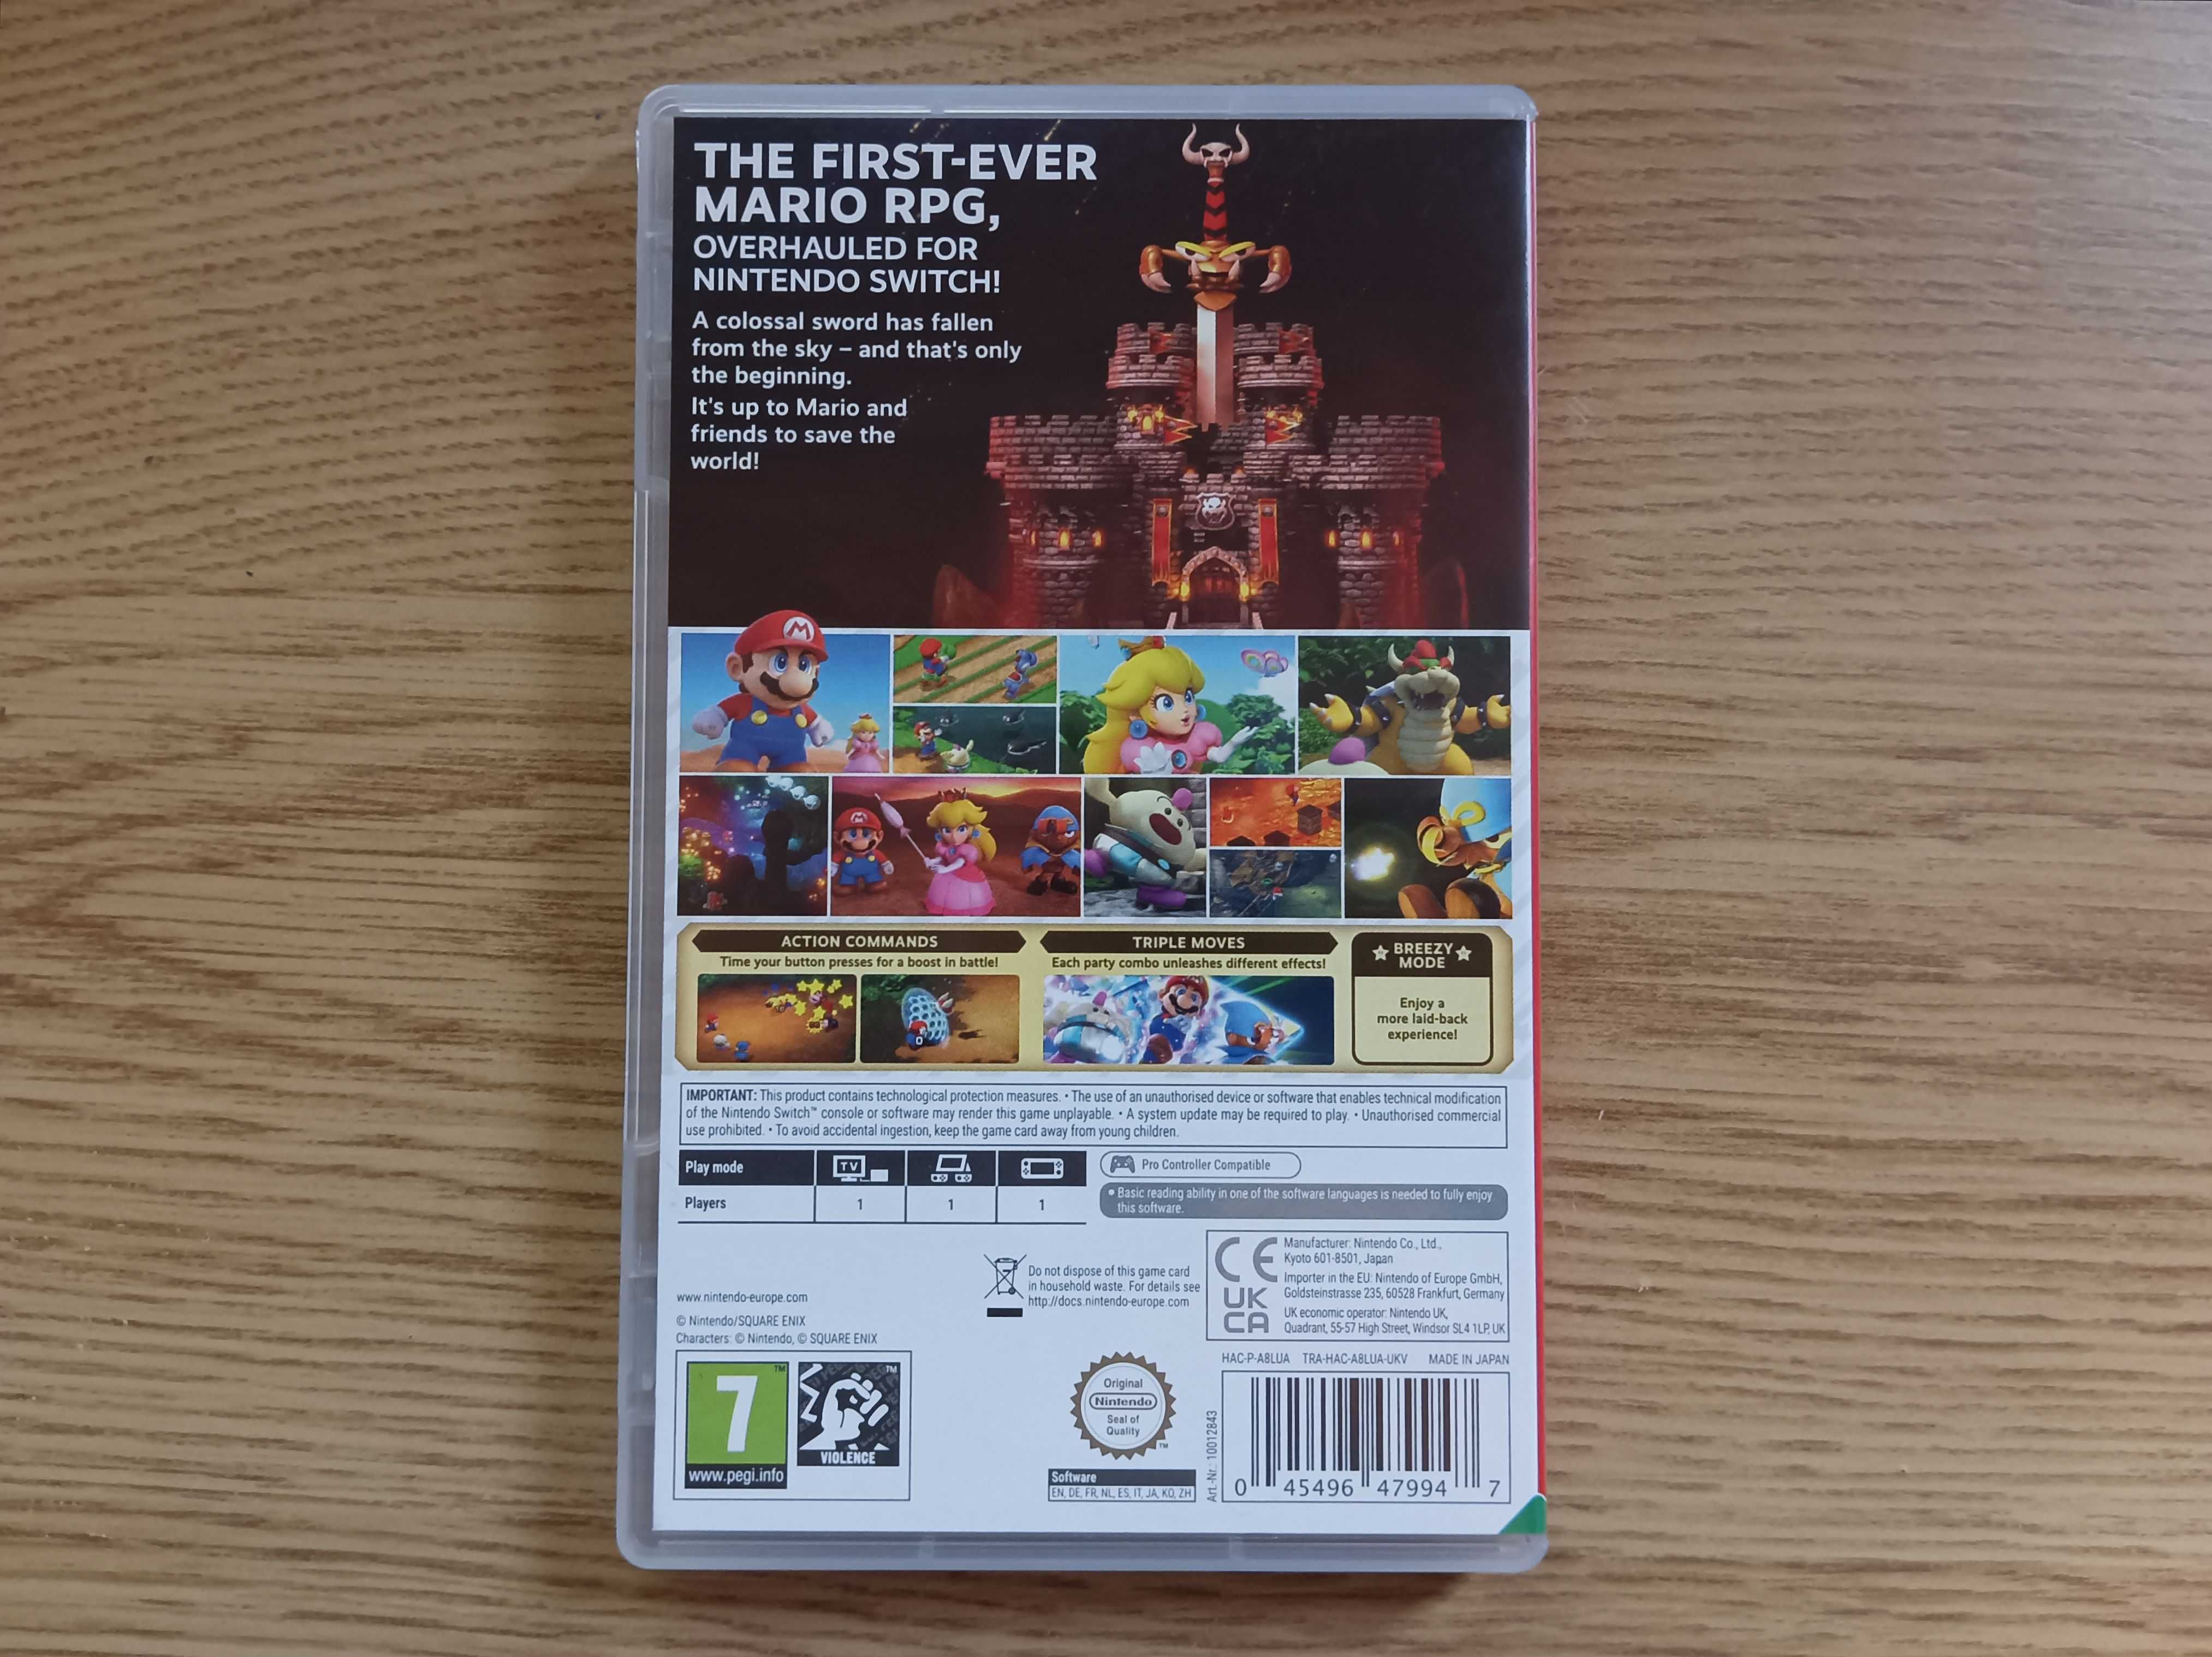 THE FIRST-EVER
MARIO RPG,
OVERHAULED FOR
NINTENDO SWITCH!
A colossal sword has fallen
from the sky – and that's only
the beginning.
It's up to Mario and
friends to save the
world!
ACTION COMMANDS
Time your button presses for a boost in battle!
TRIPLE MOVES
Each party combo unleashes different effects!
BREEZY
MODE
Enjoy a
more laid-back
experience!
IMPORTANT: This product contains technological protection measures. • The use of an unauthorised device or software that enables technical modification
of the Nintendo Switch™ console or software may render this game unplayable. • A system update may be required to play. • Unauthorised commercial
use prohibited. • To avoid accidental ingestion, keep the game card away from young children.
Play mode
TV
Players 1 1 1
Pro Controller Compatible
• Basic reading ability in one of the software languages is needed to fully enjoy
this software.
www.nintendo-europe.com
© Nintendo/SQUARE ENIX
Characters: © Nintendo, © SQUARE ENIX
Do not dispose of this game card
in household waste. For details see
http://docs.nintendo-europe.com
CE
UK
CA
Manufacturer: Nintendo Co., Ltd.,
Kyoto 601-8501, Japan
Importer in the EU: Nintendo of Europe GmbH,
Goldsteinstrasse 235, 60528 Frankfurt, Germany
UK economic operator: Nintendo UK,
Quadrant, 55-57 High Street, Windsor SL4 1LP, UK
HAC-P-A8LUA TRA-HAC-A8LUA-UKV MADE IN JAPAN
7 ™
www.pegi.info
™
VIOLENCE
Original
Nintendo
Seal of
Quality
™
Software
EN, DE, FR, NL, ES, IT, JA, KO, ZH
Art.-Nr.: 10012843
0 45496 47994 7